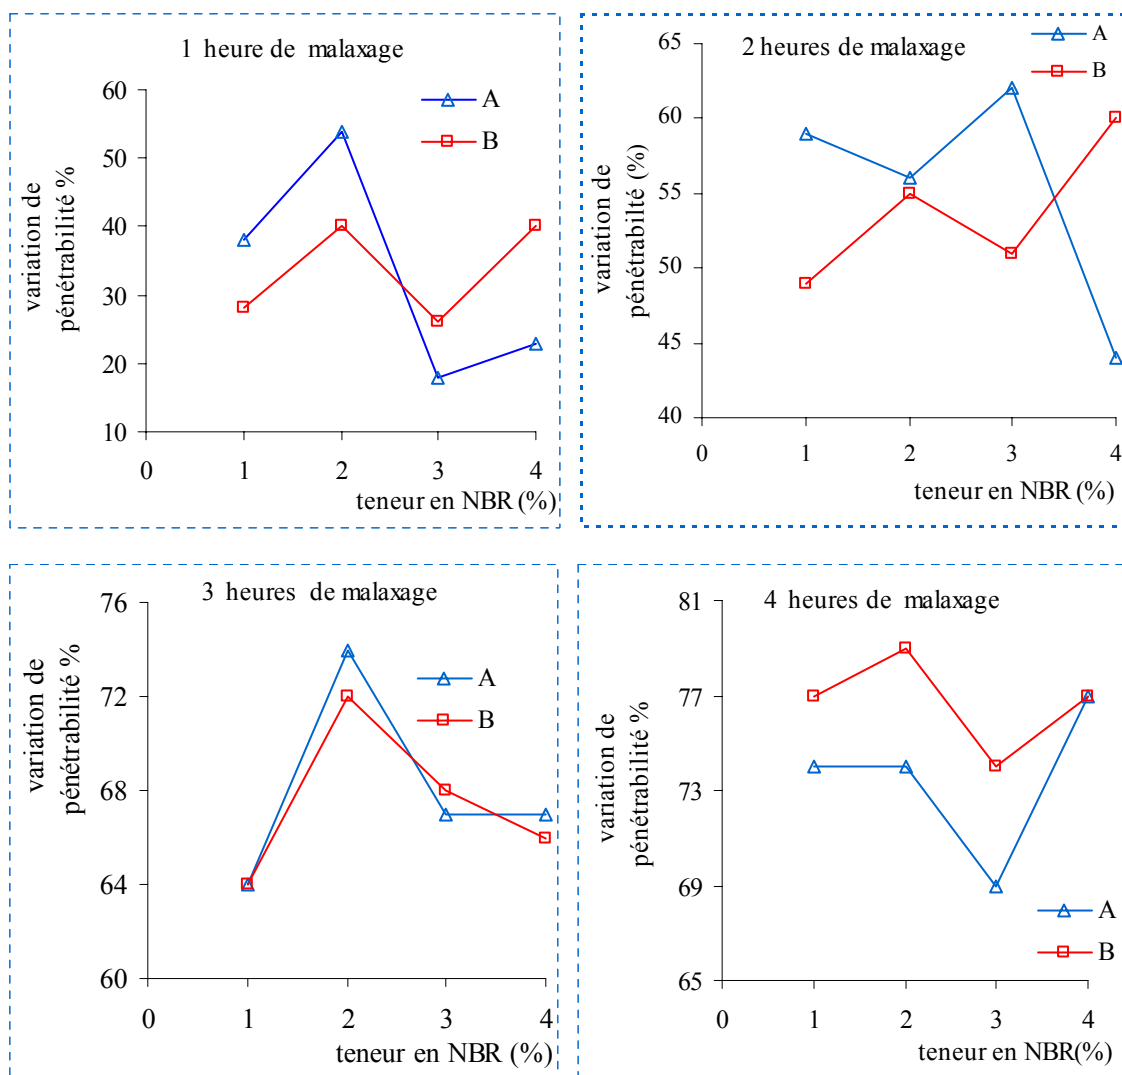 1 heure de malaxage
60
50
40
30
20
10
0
1
2
3
4
A
B
variation de
pénétrabilité %
teneur en NBR (%)
2 heures de malaxage
65
60
55
50
45
40
0
1
2
3
4
A
B
variation de
pénétrabilté (%)
teneur en NBR (%)
3 heures de malaxage
76
72
68
64
60
0
1
2
3
4
A
B
variation de
pénétrabilité %
teneur en NBR (%)
4 heures de malaxage
81
77
73
69
65
0
1
2
3
4
A
B
variation de
pénétrabilité %
teneur en NBR(%)